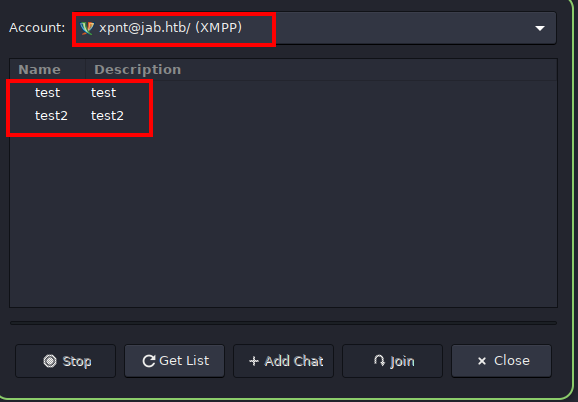 Account: xpnt@jab.htb/ (XMPP)
Name Description
test test
test2 test2
Stop Get List Add Chat Join Close